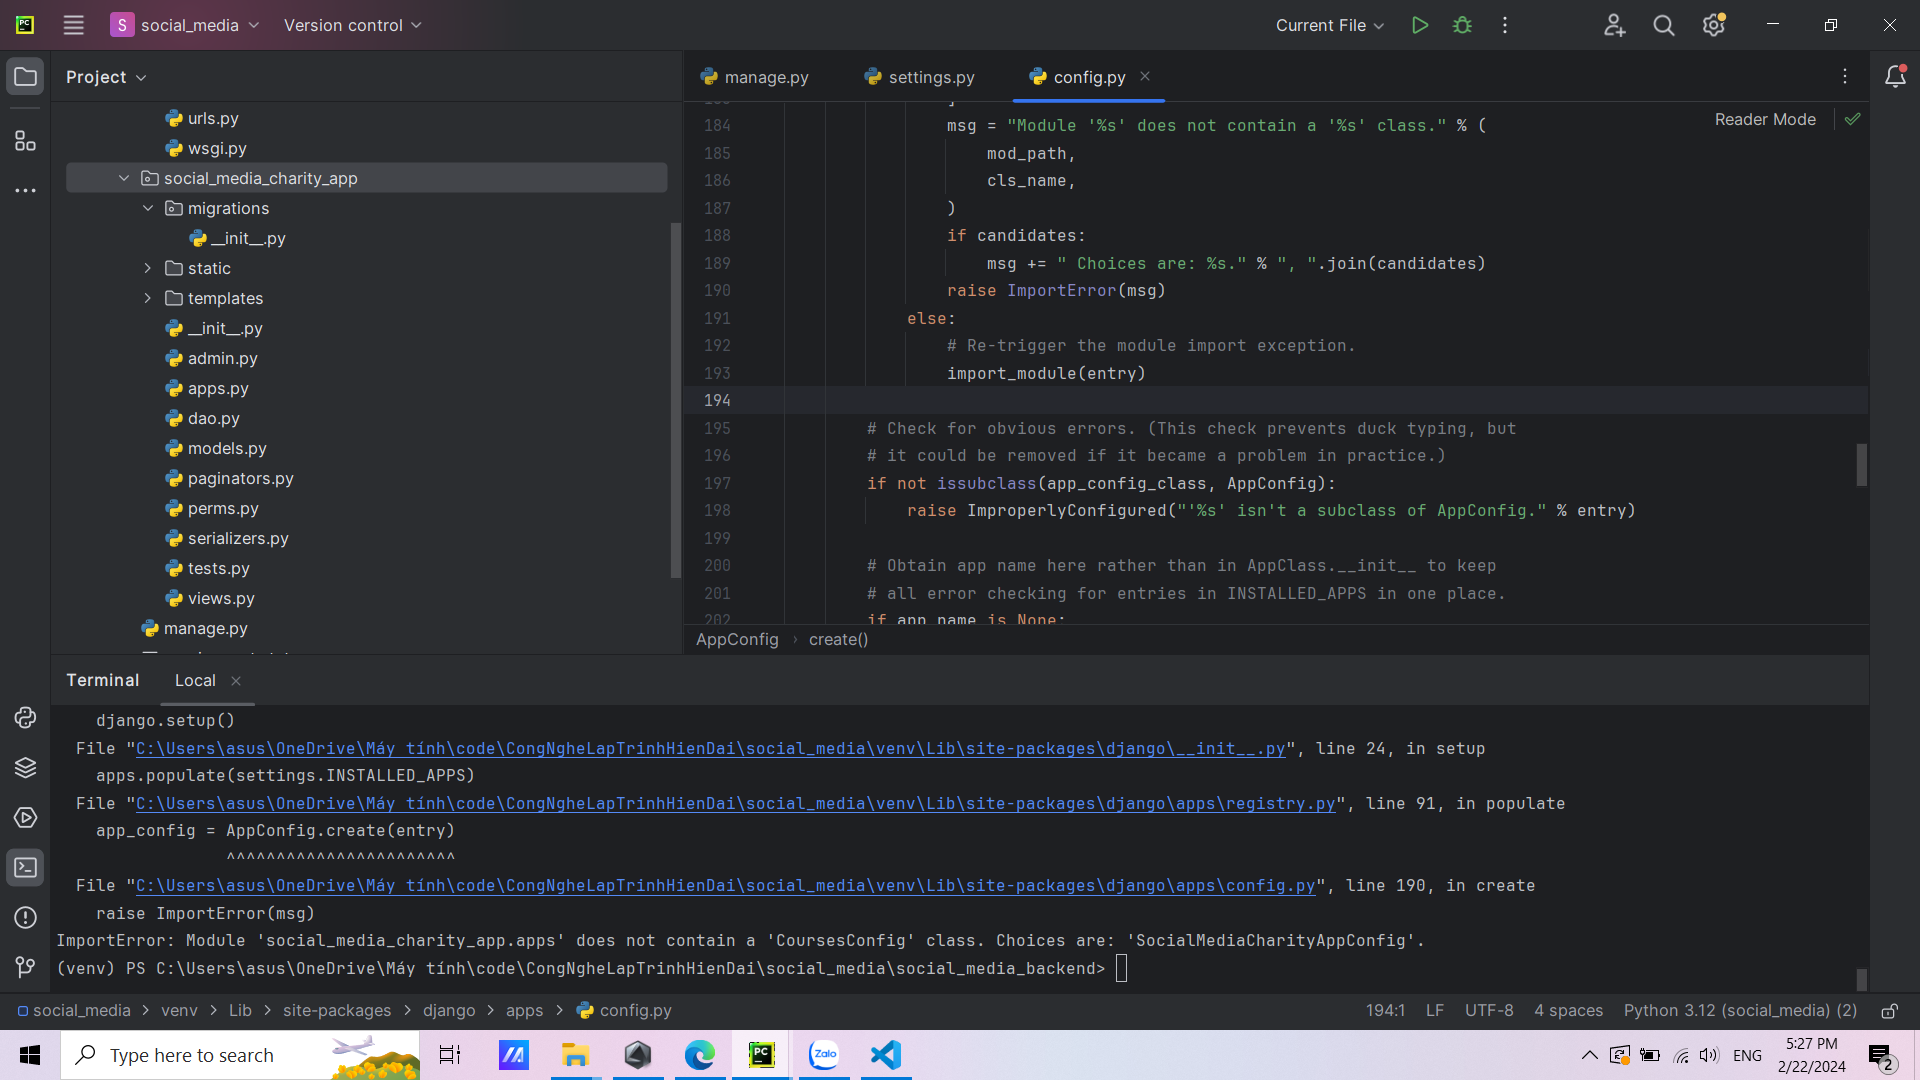 PC
S social_media
Version control
Current File
Project
urls.py
wsgi.py
social_media_charity_app
migrations
__init__.py
static
templates
__init__.py
admin.py
apps.py
dao.py
models.py
paginators.py
perms.py
serializers.py
tests.py
views.py
manage.py
manage.py
settings.py
config.py
Reader Mode
184 msg = "Module '%s' does not contain a '%s' class." % (
185 mod_path,
186 cls_name,
187 )
188 if candidates:
189 msg += " Choices are: %s." % ", ".join(candidates)
190 raise ImportError(msg)
191 else:
192 # Re-trigger the module import exception.
193 import_module(entry)
194
195 # Check for obvious errors. (This check prevents duck typing, but
196 # it could be removed if it became a problem in practice.)
197 if not issubclass(app_config_class, AppConfig):
198 raise ImproperlyConfigured("'%s' isn't a subclass of AppConfig." % entry)
199
200 # Obtain app name here rather than in AppClass.__init__ to keep
201 # all error checking for entries in INSTALLED_APPS in one place.
202 if app_name is None:
AppConfig › create()
Terminal
Local
django.setup()
File "C:\Users\asus\OneDrive\Máy tính\code\CongNgheLapTrinhHienDai\social_media\venv\Lib\site-packages\django\__init__.py", line 24, in setup
apps.populate(settings.INSTALLED_APPS)
File "C:\Users\asus\OneDrive\Máy tính\code\CongNgheLapTrinhHienDai\social_media\venv\Lib\site-packages\django\apps\registry.py", line 91, in populate
app_config = AppConfig.create(entry)
^^^^^^^^^^^^^^^^^^^^^^^
File "C:\Users\asus\OneDrive\Máy tính\code\CongNgheLapTrinhHienDai\social_media\venv\Lib\site-packages\django\apps\config.py", line 190, in create
raise ImportError(msg)
ImportError: Module 'social_media_charity_app.apps' does not contain a 'CoursesConfig' class. Choices are: 'SocialMediaCharityAppConfig'.
(venv) PS C:\Users\asus\OneDrive\Máy tính\code\CongNgheLapTrinhHienDai\social_media\social_media_backend>
social_media > venv > Lib > site-packages > django > apps > config.py
194:1 LF UTF-8 4 spaces Python 3.12 (social_media) (2)
Type here to search
PC
Zalo
ENG
5:27 PM
2/22/2024
2